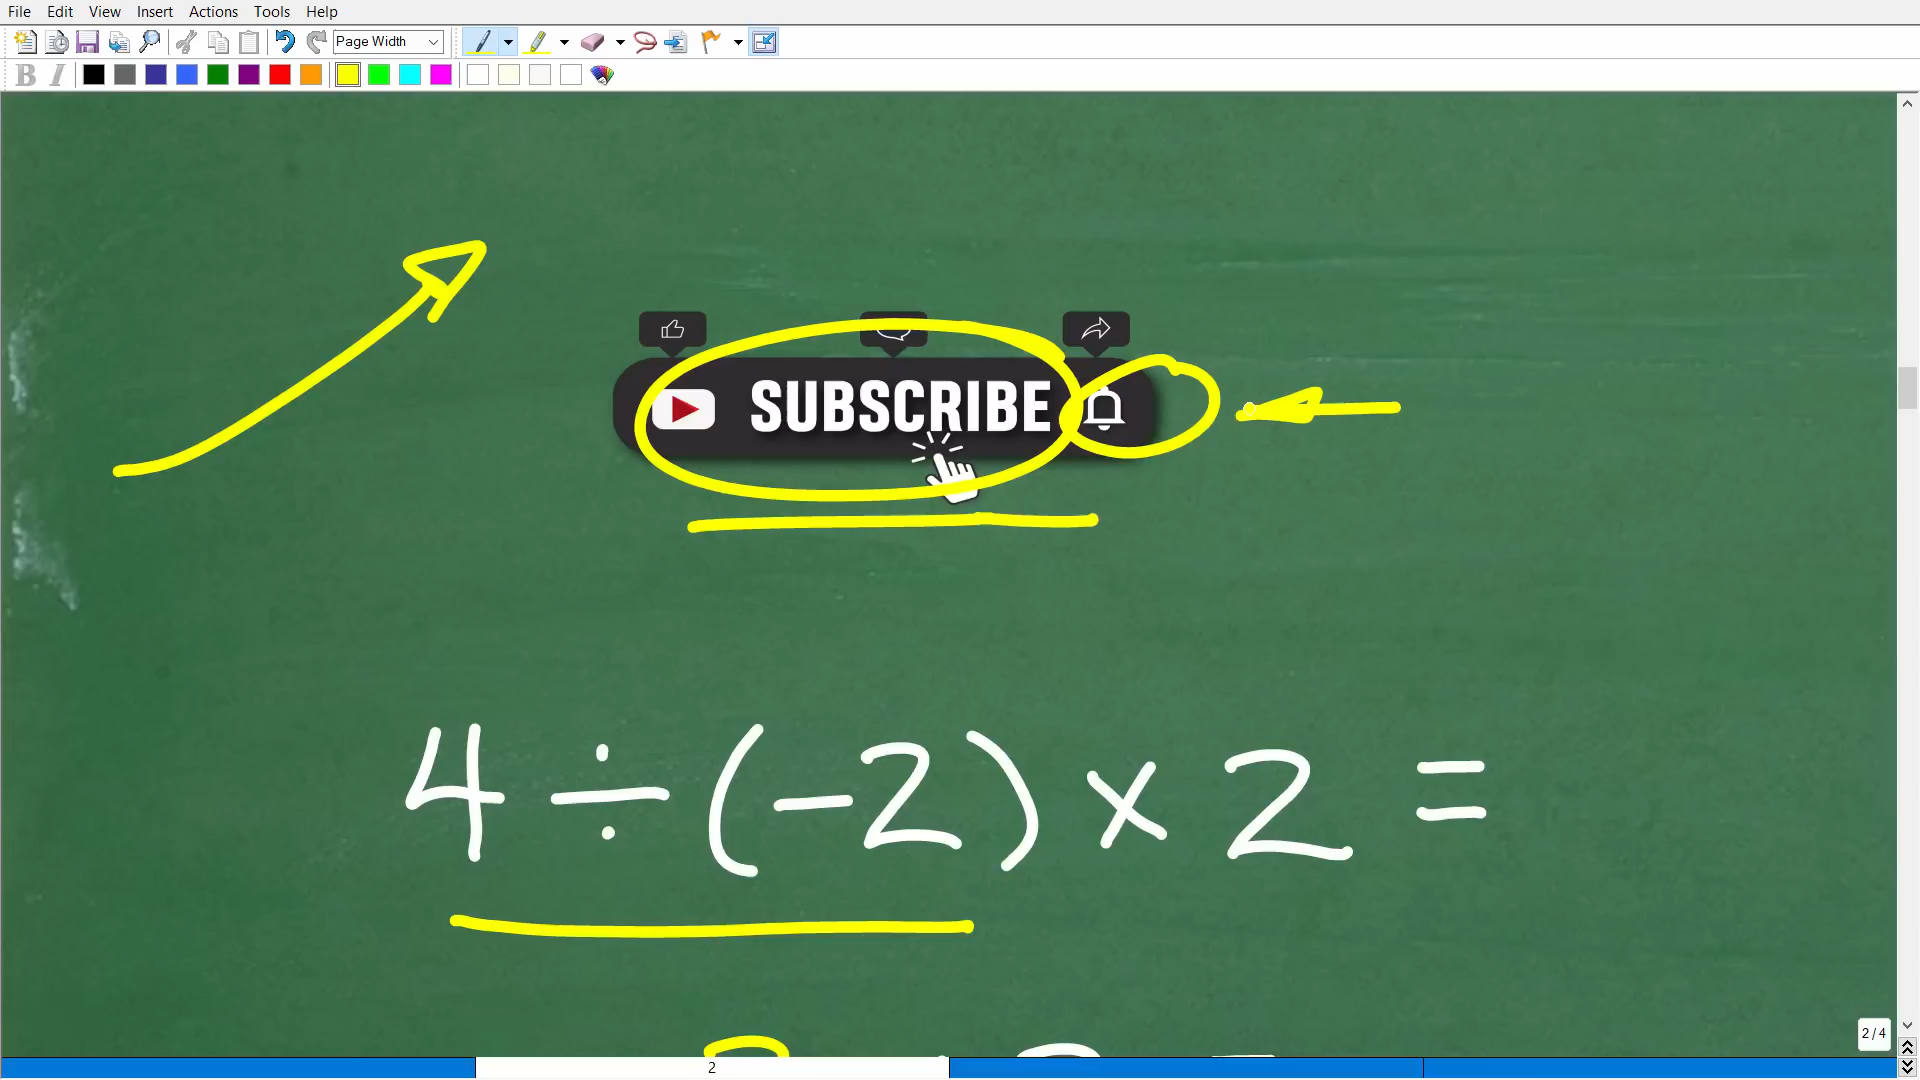 File Edit View Insert Actions Tools Help
Page Width
B I
SUBSCRIBE
4 ÷ (-2) × 2 =
2 / 4
2